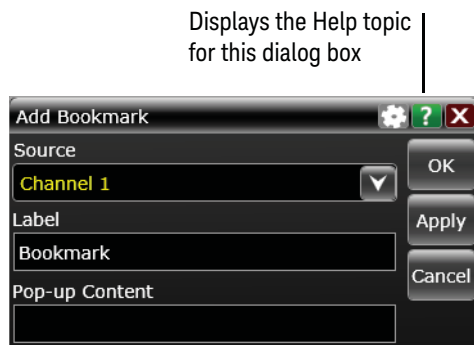 Displays the Help topic
for this dialog box
Add Bookmark
?
X
Source
OK
Channel 1
Label
Apply
Bookmark
Cancel
Pop-up Content